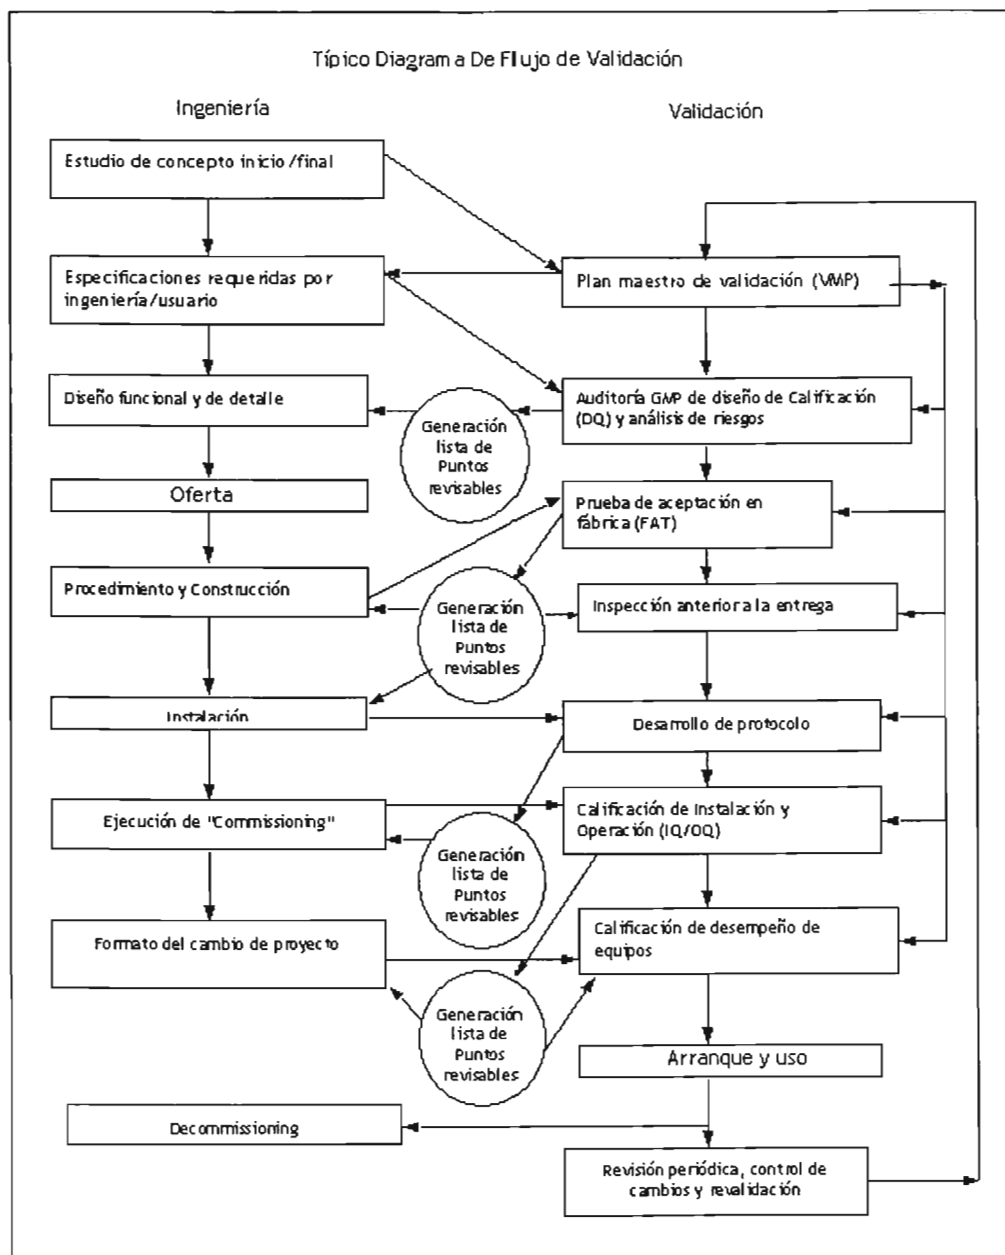 Típico Diagrama De Flujo de Validación
Ingeniería
Validación
Estudio de concepto inicio/final
Especificaciones requeridas por
ingeniería/usuario
Plan maestro de validación (VMP)
Diseño funcional y de detalle
Generación
lista de
Puntos
revisables
Auditoría GMP de diseño de Calificación
(DQ) y análisis de riesgos
Oferta
Prueba de aceptación en
fábrica (FAT)
Procedimiento y Construcción
Generación
lista de
Puntos
revisables
Inspección anterior a la entrega
Instalación
Desarrollo de protocolo
Ejecución de "Commissioning"
Generación
lista de
Puntos
revisables
Calificación de Instalación y
Operación (IQ/OQ)
Formato del cambio de proyecto
Calificación de desempeño de
equipos
Generación
lista de
Puntos
revisables
Arranque y uso
Decommissioning
Revisión periódica, control de
cambios y revalidación